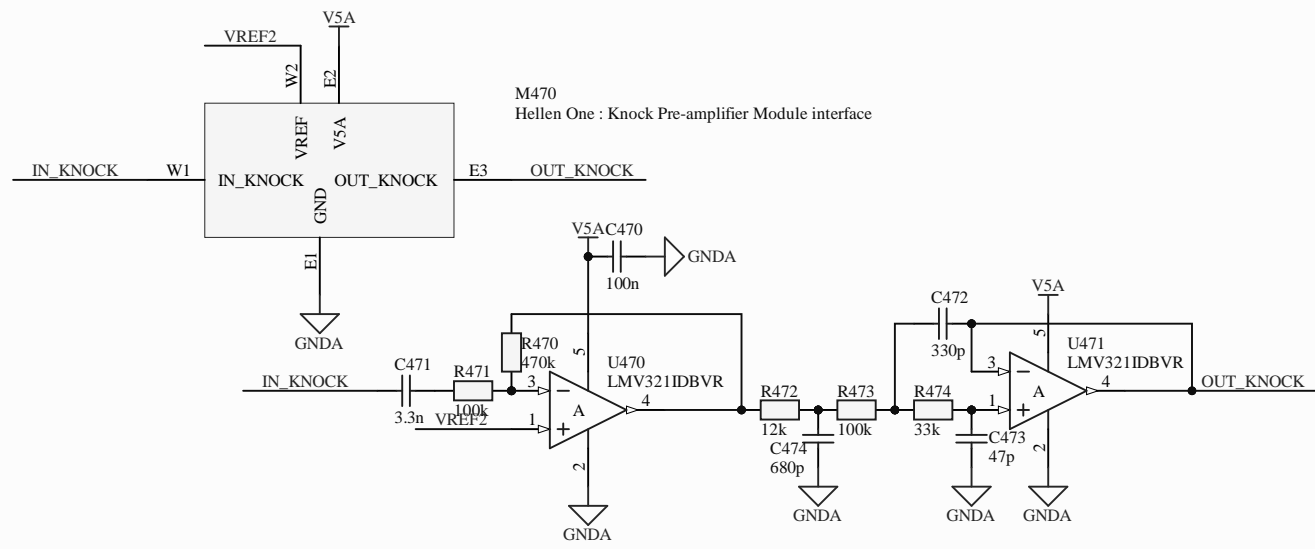 V5A
VREF2
W2
E2
M470
Hellen One : Knock Pre-amplifier Module interface
VREF
V5A
IN_KNOCK
W1
IN_KNOCK
OUT_KNOCK
E3
OUT_KNOCK
GND
E1
GNDA
V5A
C470
100n
GNDA
R470
470k
5
U470
LMV321IDBVR
IN_KNOCK
C471
3.3n
R471
100k
VREF2
3
1
A
4
2
GNDA
R472
12k
C474
680p
GNDA
R473
100k
C472
330p
R474
33k
C473
47p
GNDA
V5A
5
U471
LMV321IDBVR
3
1
A
4
2
GNDA
OUT_KNOCK